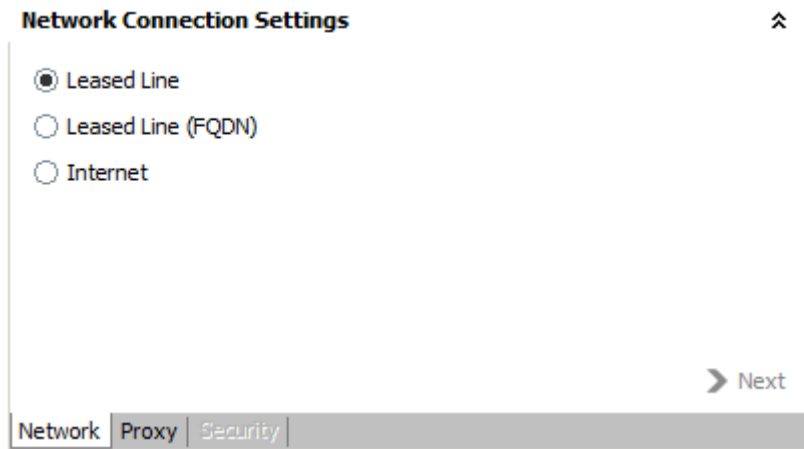 Network Connection Settings
Leased Line
Leased Line (FQDN)
Internet
Next
Network Proxy Security